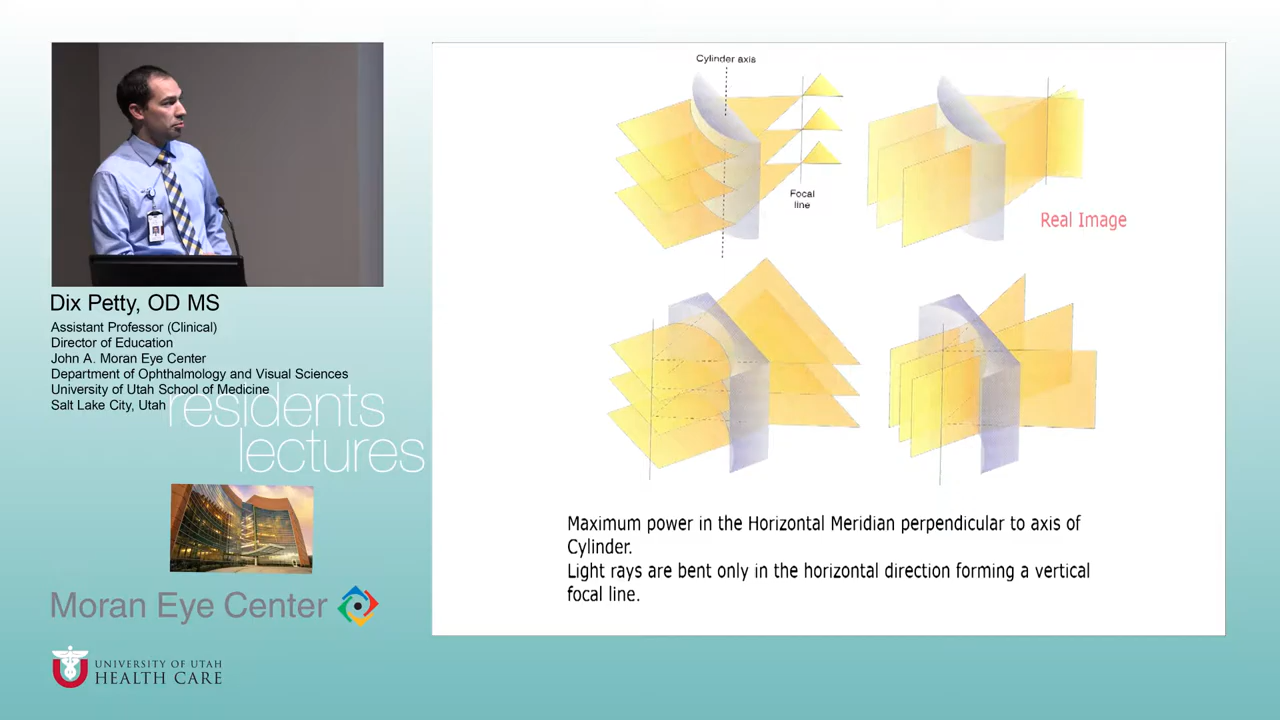 Cylinder axis
Focal
line
Real Image
Maximum power in the Horizontal Meridian perpendicular to axis of
Cylinder.
Light rays are bent only in the horizontal direction forming a vertical
focal line.
Dix Petty, OD MS
Assistant Professor (Clinical)
Director of Education
John A. Moran Eye Center
Department of Ophthalmology and Visual Sciences
University of Utah School of Medicine
Salt Lake City, Utah
residents
lectures
Moran Eye Center
UNIVERSITY OF UTAH
HEALTH CARE